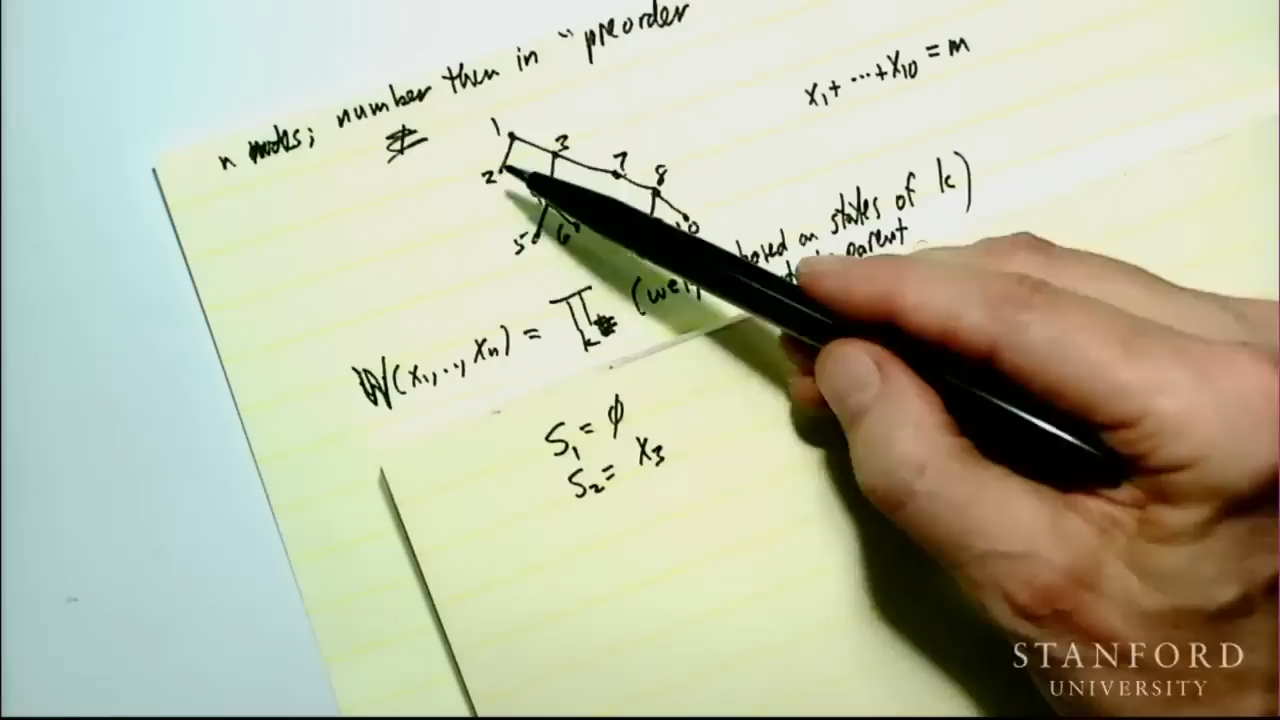 n nodes; number them in "preorder
x₁+ ⋯ +x₁₀ = m
1
3
7
8
2
5
6
10
W(x₁,..,xₙ) = ∏ₖ (wei based on states of k)
parent
S₁ = φ
S₂ = x₃
STANFORD
UNIVERSITY